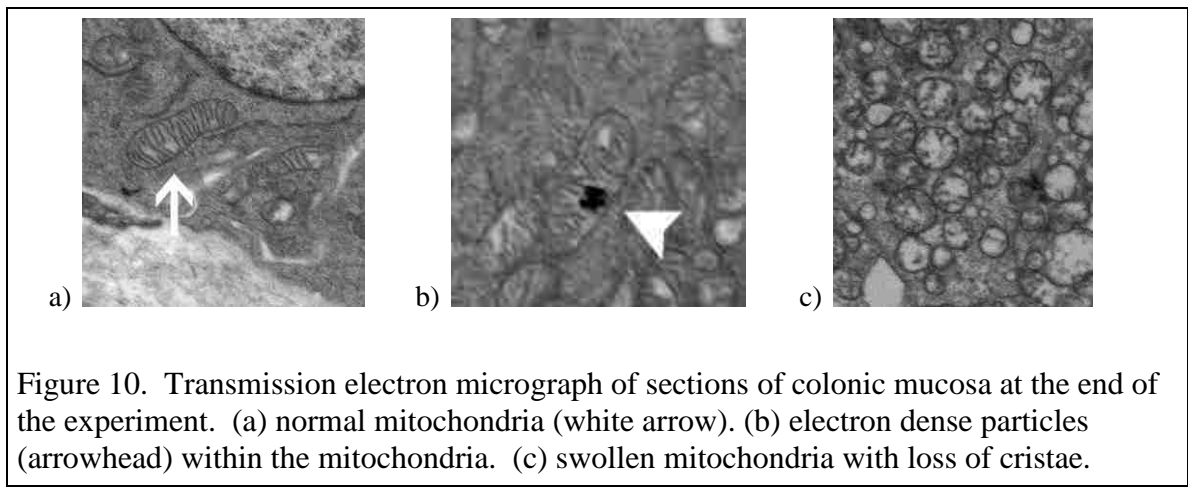 a) b) c)
Figure 10. Transmission electron micrograph of sections of colonic mucosa at the end of
the experiment. (a) normal mitochondria (white arrow). (b) electron dense particles
(arrowhead) within the mitochondria. (c) swollen mitochondria with loss of cristae.